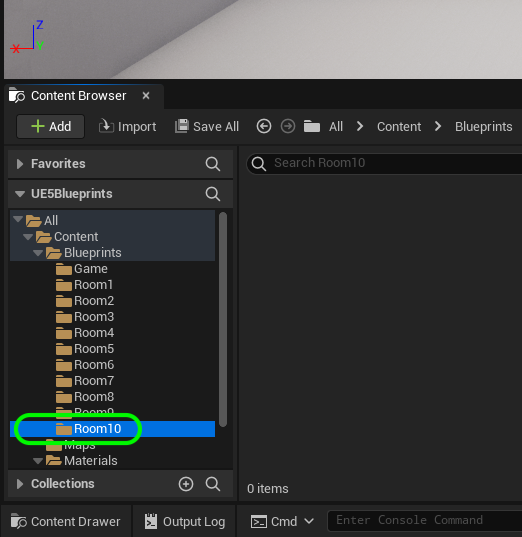 Z
X
Y
Content Browser
Add Import Save All All Content Blueprints
Favorites
Search Room10
UE5Blueprints
All
Content
Blueprints
Game
Room1
Room2
Room3
Room4
Room5
Room6
Room7
Room8
Room9
Room10
Maps
Materials
Collections
0 items
Content Drawer Output Log Cmd Enter Console Command